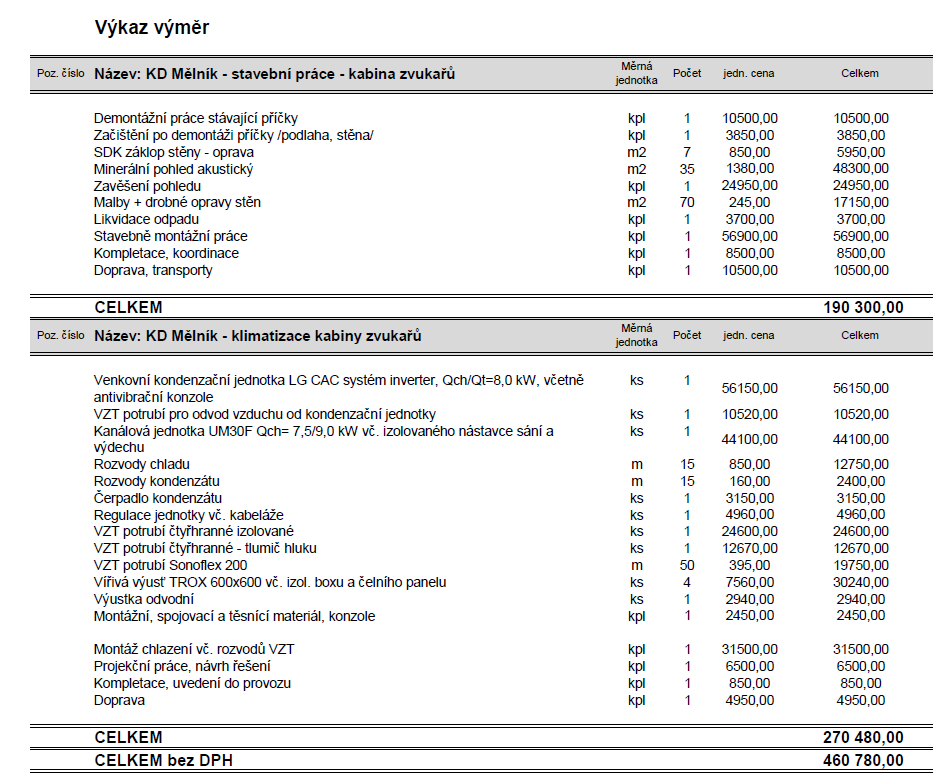 Výkaz výměr
Poz. číslo Název: KD Mělník - stavební práce - kabina zvukařů Měrná jednotka Počet jedn. cena Celkem
Demontážní práce stávající příčky kpl 1 10500,00 10500,00
Začištění po demontáži příčky /podlaha, stěna/ kpl 1 3850,00 3850,00
SDK záklop stěny - oprava m2 7 850,00 5950,00
Minerální pohled akustický m2 35 1380,00 48300,00
Zavěšení pohledu kpl 1 24950,00 24950,00
Malby + drobné opravy stěn m2 70 245,00 17150,00
Likvidace odpadu kpl 1 3700,00 3700,00
Stavebně montážní práce kpl 1 56900,00 56900,00
Kompletace, koordinace kpl 1 8500,00 8500,00
Doprava, transporty kpl 1 10500,00 10500,00
CELKEM 190 300,00
Poz. číslo Název: KD Mělník - klimatizace kabiny zvukařů Měrná jednotka Počet jedn. cena Celkem
Venkovní kondenzační jednotka LG CAC systém inverter, Qch/Qt=8,0 kW, včetně ks 1 56150,00 56150,00
antivibrační konzole
VZT potrubí pro odvod vzduchu od kondenzační jednotky ks 1 10520,00 10520,00
Kanálová jednotka UM30F Qch= 7,5/9,0 kW vč. izolovaného nástavce sání a ks 1 44100,00 44100,00
výdechu
Rozvody chladu m 15 850,00 12750,00
Rozvody kondenzátu m 15 160,00 2400,00
Čerpadlo kondenzátu ks 1 3150,00 3150,00
Regulace jednotky vč. kabeláže ks 1 4960,00 4960,00
VZT potrubí čtyřhranné izolované ks 1 24600,00 24600,00
VZT potrubí čtyřhranné - tlumič hluku ks 1 12670,00 12670,00
VZT potrubí Sonoflex 200 m 50 395,00 19750,00
Vířivá výusť TROX 600x600 vč. izol. boxu a čelního panelu ks 4 7560,00 30240,00
Výustka odvodní ks 1 2940,00 2940,00
Montážní, spojovací a těsnící materiál, konzole kpl 1 2450,00 2450,00
Montáž chlazení vč. rozvodů VZT kpl 1 31500,00 31500,00
Projekční práce, návrh řešení kpl 1 6500,00 6500,00
Kompletace, uvedení do provozu kpl 1 850,00 850,00
Doprava kpl 1 4950,00 4950,00
CELKEM 270 480,00
CELKEM bez DPH 460 780,00